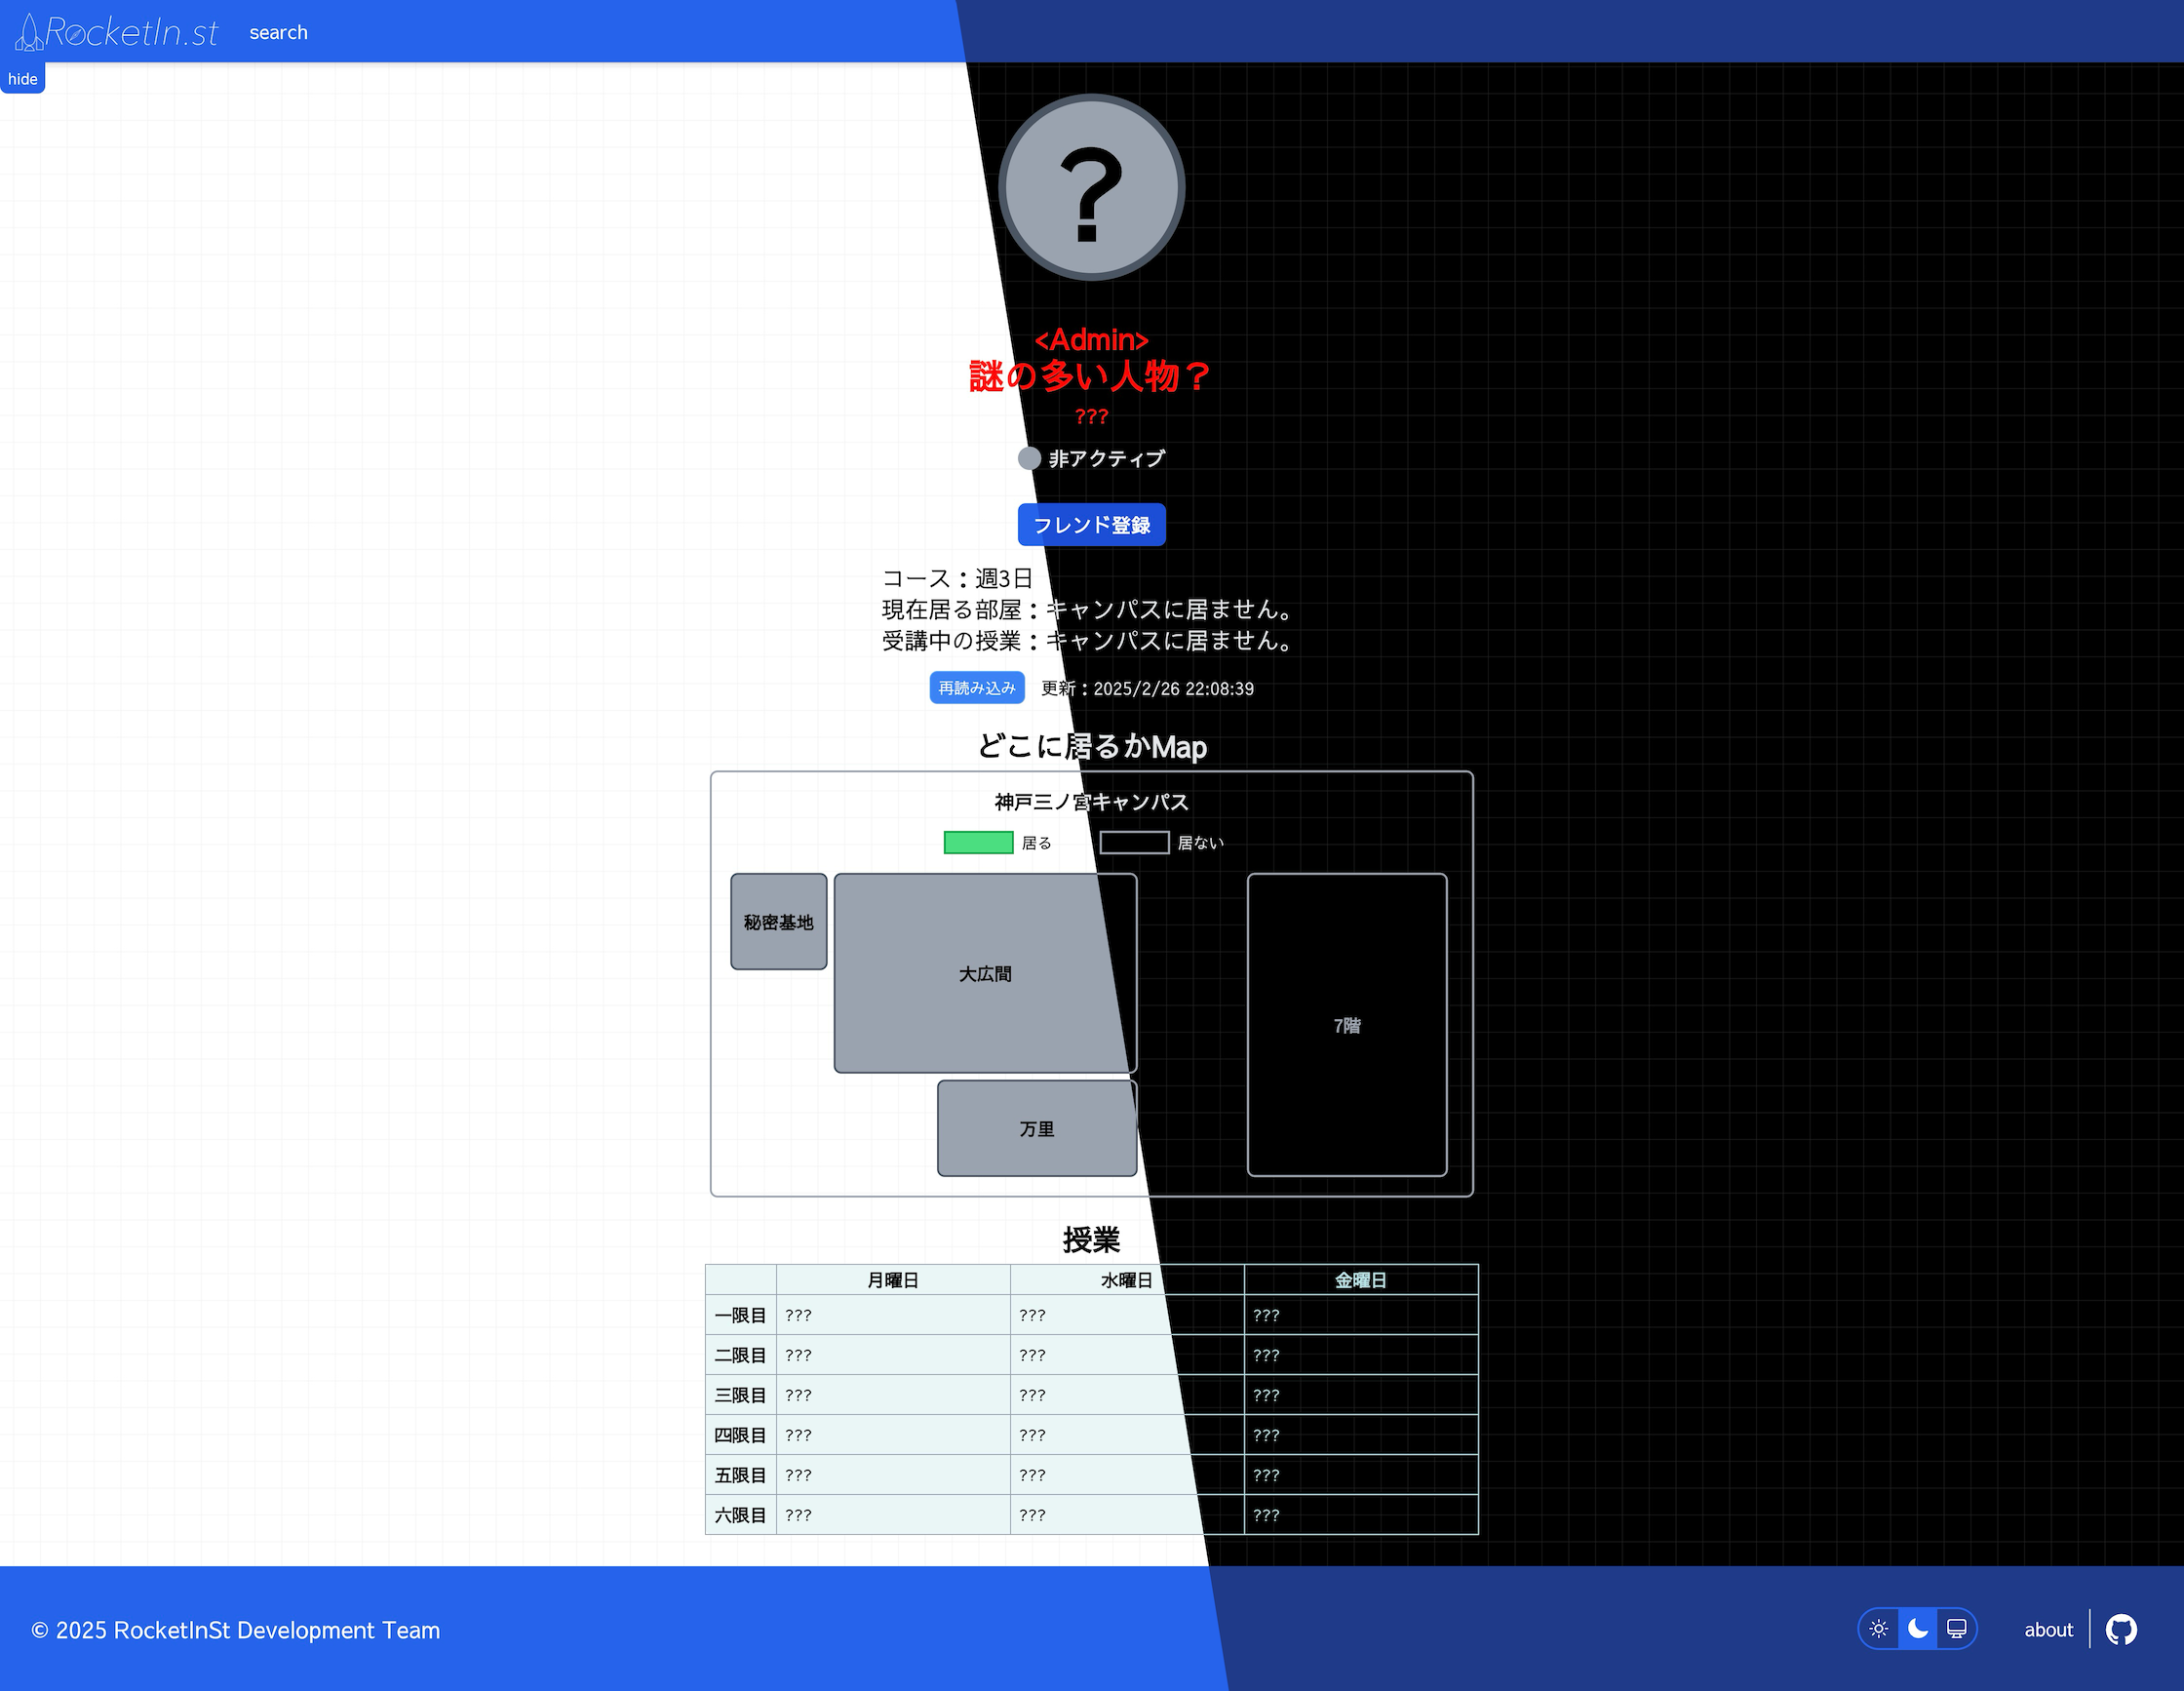 RocketIn.st search
hide
?
<Admin>
謎の多い人物？
???
非アクティブ
フレンド登録
コース：週3日
現在居る部屋：キャンパスに居ません。
受講中の授業：キャンパスに居ません。
再読み込み 更新：2025/2/26 22:08:39
どこに居るかMap
神戸三ノ宮キャンパス
居る 居ない
秘密基地
大広間
7階
万里
授業
月曜日 水曜日 金曜日
一限目 ??? ??? ???
二限目 ??? ??? ???
三限目 ??? ??? ???
四限目 ??? ??? ???
五限目 ??? ??? ???
六限目 ??? ??? ???
© 2025 RocketInSt Development Team about